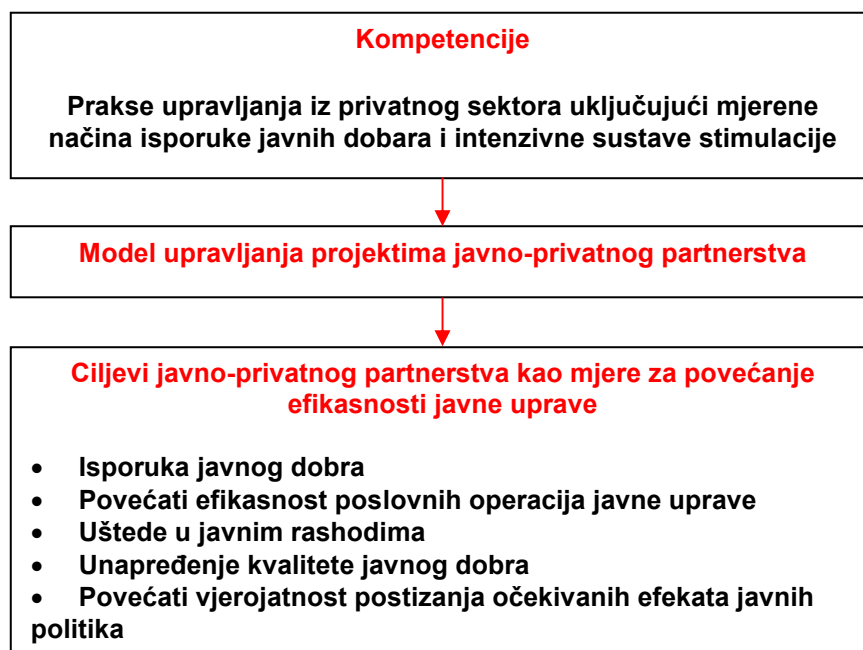 Kompetencije
Prakse upravljanja iz privatnog sektora uključujući mjerene
načina isporuke javnih dobara i intenzivne sustave stimulacije
Model upravljanja projektima javno-privatnog partnerstva
Ciljevi javno-privatnog partnerstva kao mjere za povećanje
efikasnosti javne uprave
• Isporuka javnog dobra
• Povećati efikasnost poslovnih operacija javne uprave
• Uštede u javnim rashodima
• Unapređenje kvalitete javnog dobra
• Povećati vjerojatnost postizanja očekivanih efekata javnih
politika